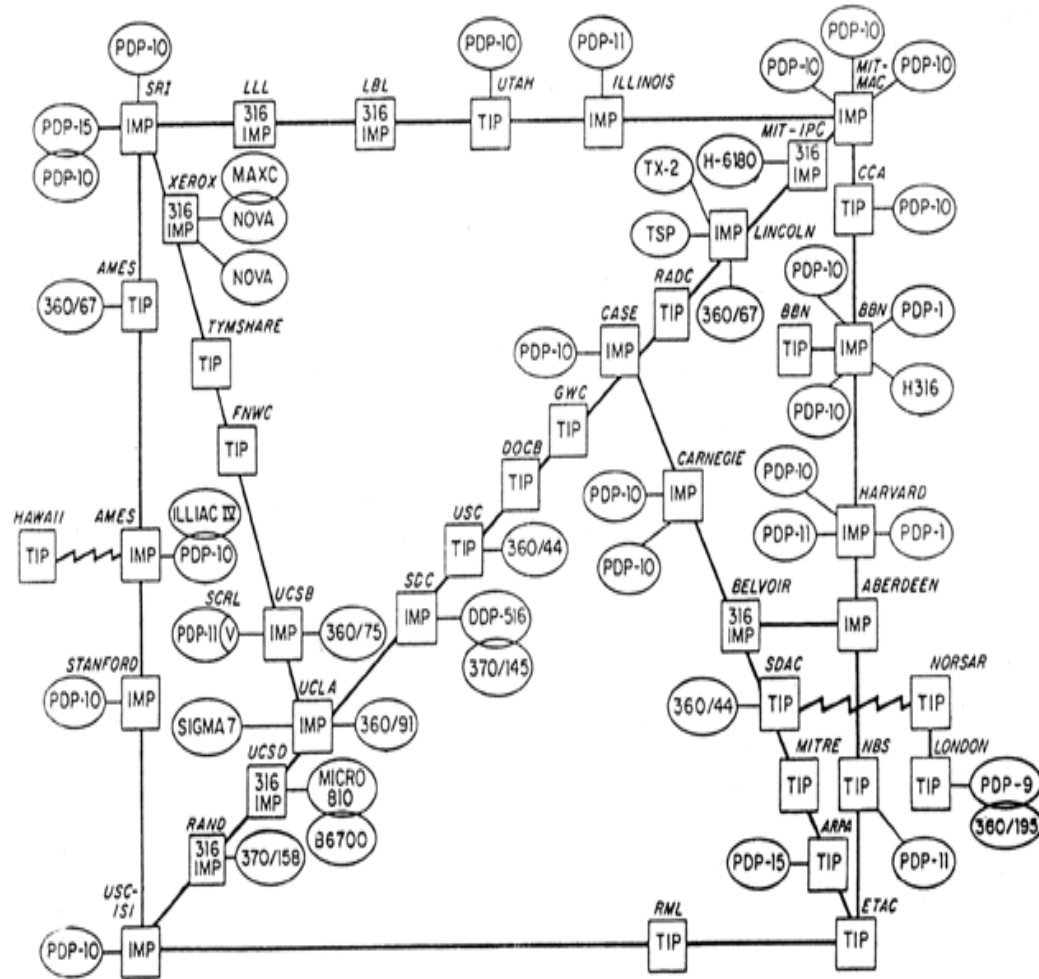 PDP-10
PDP-10
PDP-11
PDP-10
PDP-10
MIT-
MAC
PDP-10
SRI
LLL
LBL
UTAH
ILLINOIS
PDP-15
IMP
316
IMP
316
IMP
TIP
IMP
IMP
PDP-10
MIT-IPC
XEROX
MAXC
TX-2
H-6180
316
IMP
CCA
316
IMP
NOVA
TIP
PDP-10
TSP
IMP
LINCOLN
AMES
NOVA
RADC
PDP-10
360/67
TIP
TIP
360/67
BBN
BBN
PDP-1
TYMSHARE
CASE
TIP
PDP-10
IMP
TIP
IMP
GWC
PDP-10
H316
FNWC
TIP
CARNEGIE
TIP
DOCB
PDP-10
TIP
PDP-10
IMP
HARVARD
HAWAII
AMES
ILLIAC IV
USC
TIP
IMP
PDP-10
TIP
360/44
PDP-11
IMP
PDP-1
PDP-10
SCRL
UCSB
SDC
BELVOIR
ABERDEEN
PDP-11
V
IMP
360/75
IMP
DDP-516
316
IMP
IMP
STANFORD
370/145
SDAC
NORSAR
PDP-10
IMP
UCLA
360/44
TIP
TIP
SIGMA 7
IMP
360/91
UCSD
MITRE
NBS
LONDON
316
IMP
MICRO
810
TIP
TIP
TIP
PDP-9
RAND
B6700
ARPA
360/195
316
IMP
370/158
PDP-15
TIP
PDP-11
USC-
ISI
RML
ETAC
PDP-10
IMP
TIP
TIP